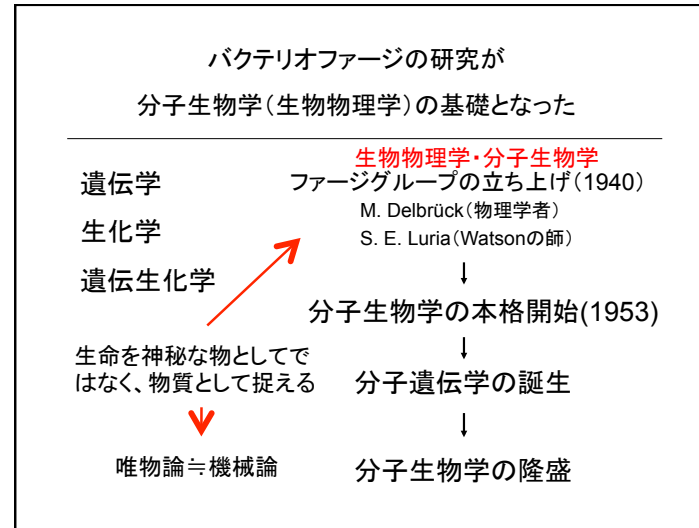 バクテリオファージの研究が
分子生物学(生物物理学)の基礎となった
遺伝学
生化学
遺伝生化学
生命を神秘な物としてで
はなく、物質として捉える
唯物論≒機械論
生物物理学・分子生物学
ファージグループの立ち上げ(1940)
M. Delbrück(物理学者)
S. E. Luria(Watsonの師)
↓
分子生物学の本格開始(1953)
↓
分子遺伝学の誕生
↓
分子生物学の隆盛